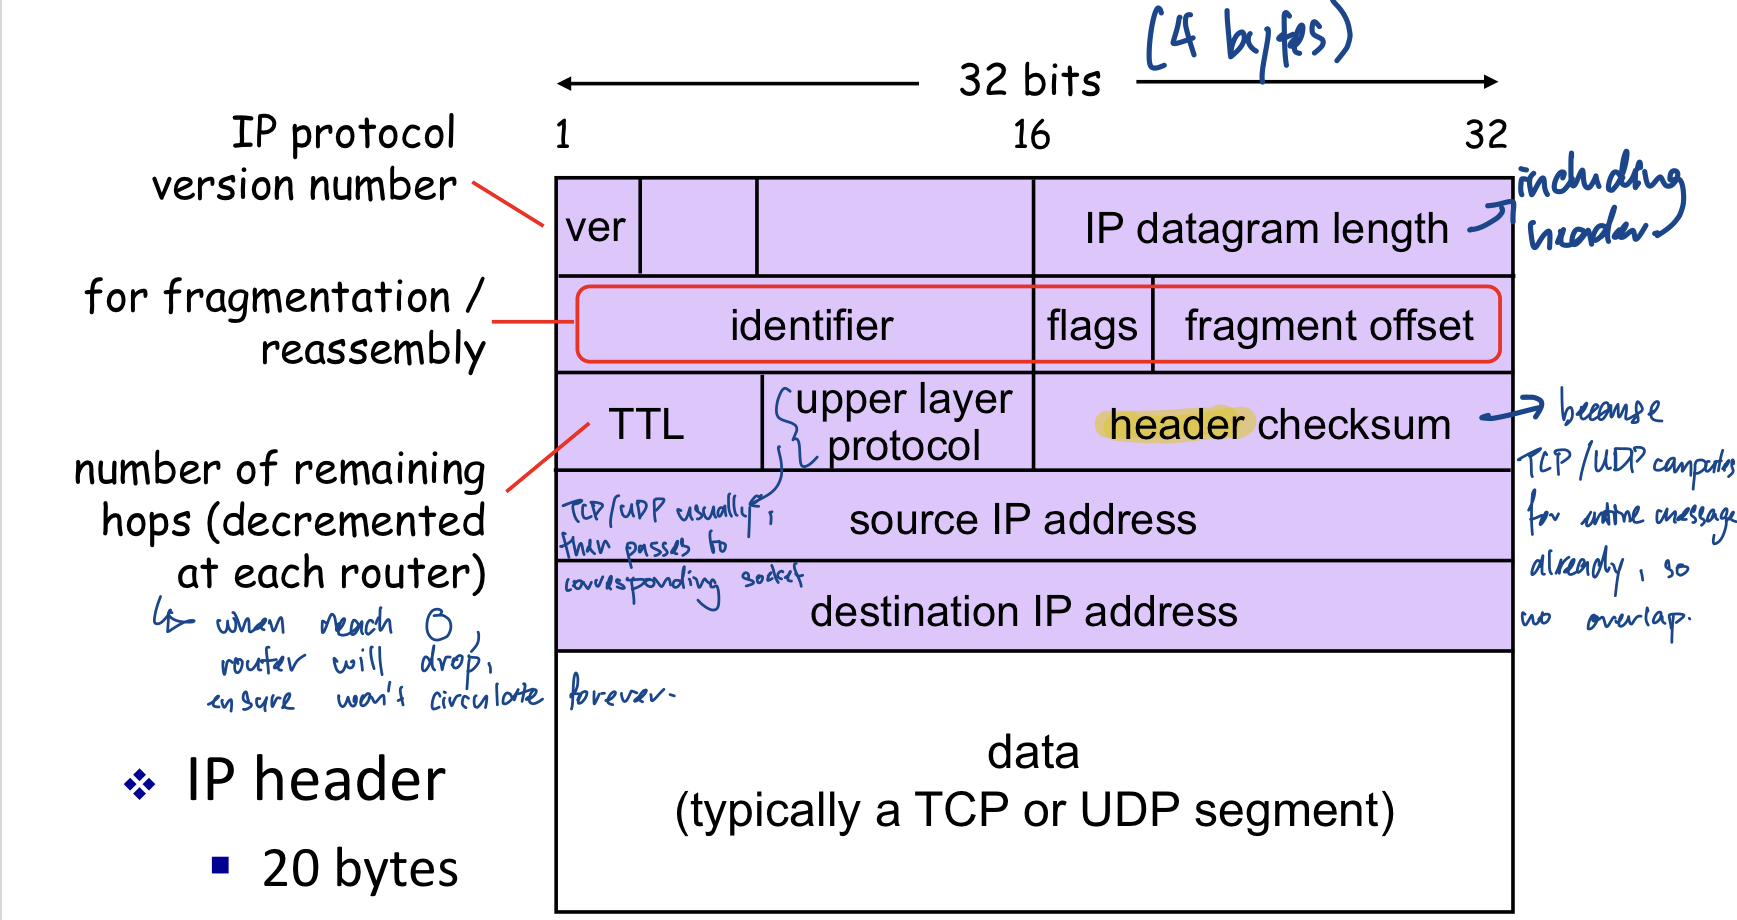 (4 bytes)
32 bits
1 16 32
IP protocol
version number
ver
IP datagram length
including
header
for fragmentation /
reassembly
identifier
flags
fragment offset
TTL
upper layer
protocol
header checksum
because
TCP/UDP computes
for entire message
already, so
no overlap.
number of remaining
hops (decremented
at each router)
when reach 0,
router will drop,
ensure won't circulate forever.
TCP/UDP usually,
then passes to
corresponding socket
source IP address
destination IP address
data
(typically a TCP or UDP segment)
IP header
20 bytes